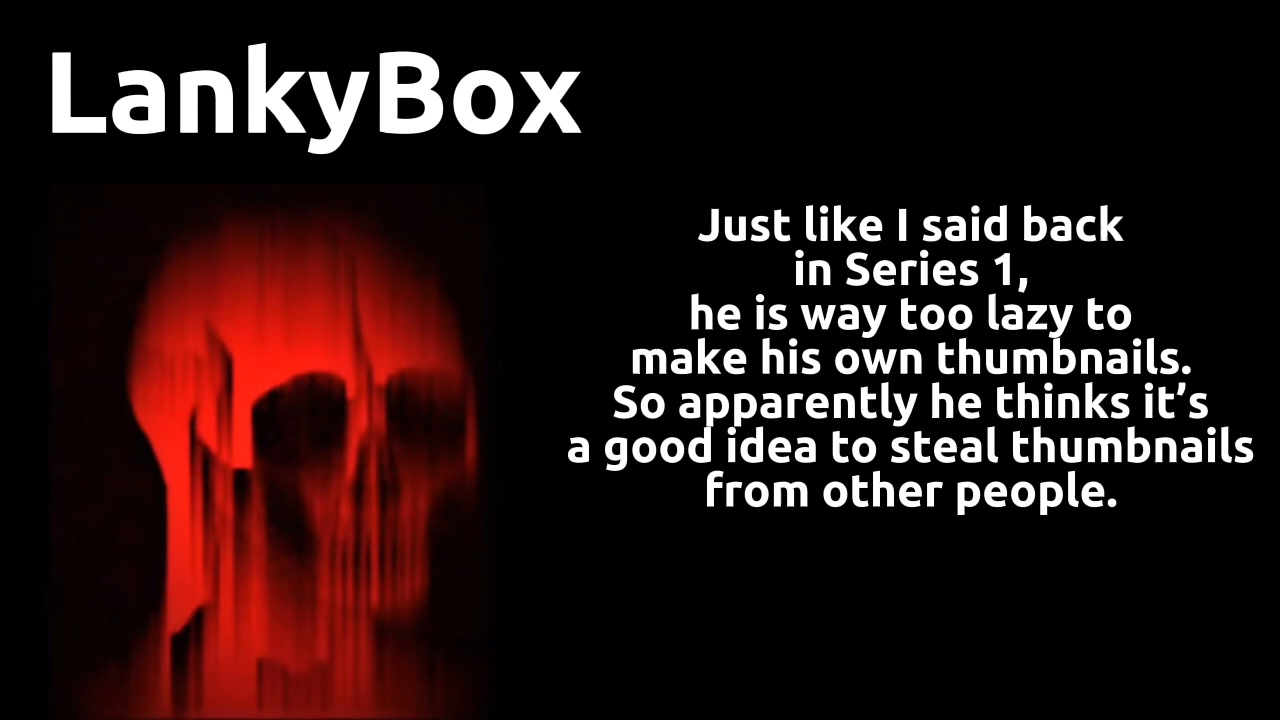 LankyBox
Just like I said back
in Series 1,
he is way too lazy to
make his own thumbnails.
So apparently he thinks it’s
a good idea to steal thumbnails
from other people.